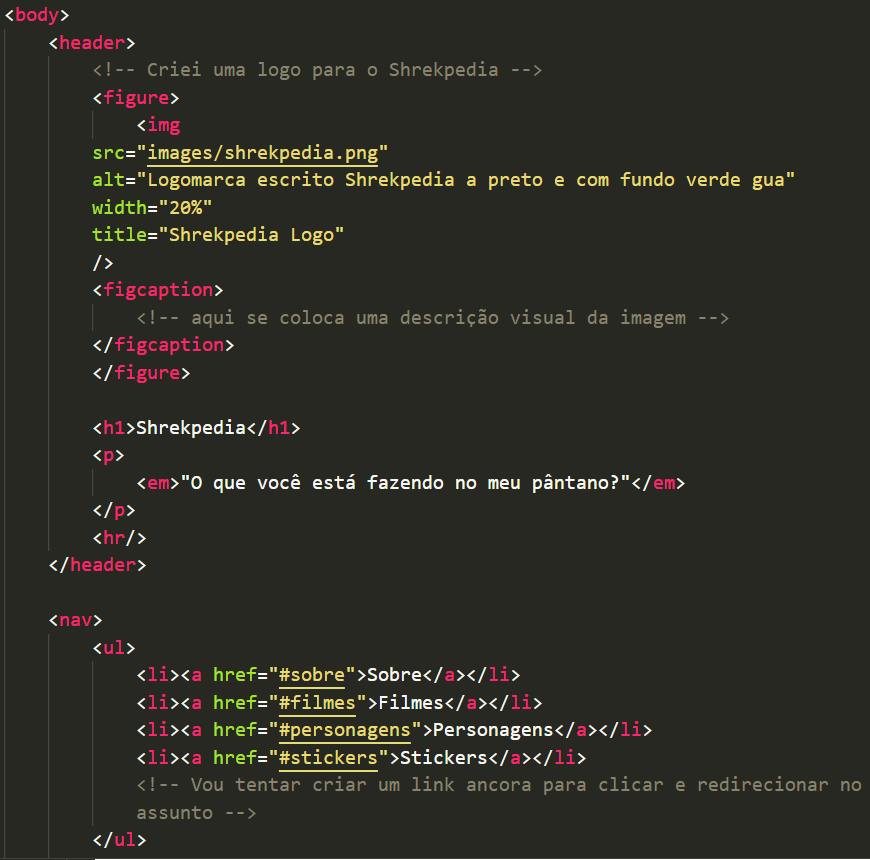 <body>
<header>
<!-- Criei uma logo para o Shrekpedia -->
<figure>
<img
src="images/shrekpedia.png"
alt="Logomarca escrito Shrekpedia a preto e com fundo verde gua"
width="20%"
title="Shrekpedia Logo"
/>
<figcaption>
<!-- aqui se coloca uma descrição visual da imagem -->
</figcaption>
</figure>
<h1>Shrekpedia</h1>
<p>
<em>"O que você está fazendo no meu pântano?"</em>
</p>
<hr/>
</header>
<nav>
<ul>
<li><a href="#sobre">Sobre</a></li>
<li><a href="#filmes">Filmes</a></li>
<li><a href="#personagens">Personagens</a></li>
<li><a href="#stickers">Stickers</a></li>
<!-- Vou tentar criar um link ancora para clicar e redirecionar no
assunto -->
</ul>